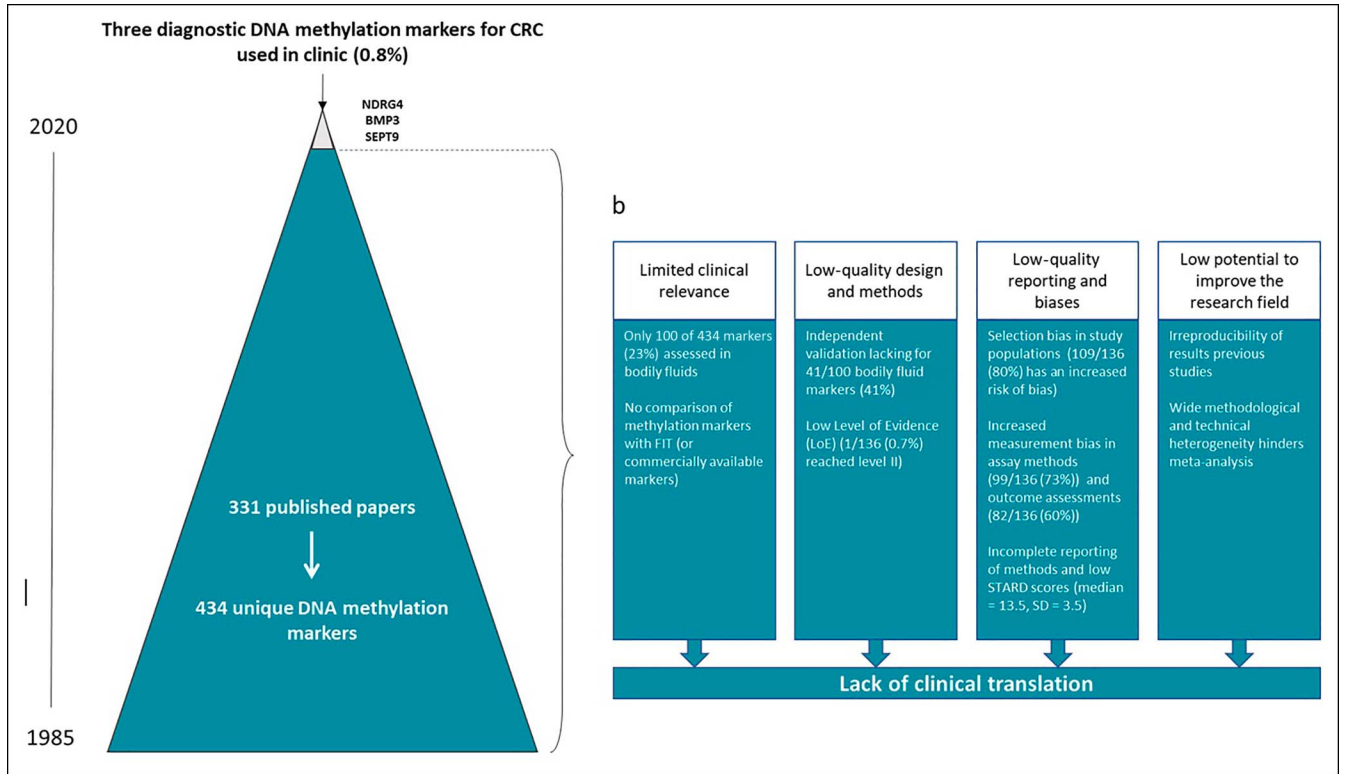 Three diagnostic DNA methylation markers for CRC
used in clinic (0.8%)
NDRG4
BMP3
SEPT9
2020
331 published papers
434 unique DNA methylation
markers
1985
b
Limited clinical
relevance
Only 100 of 434 markers
(23%) assessed in
bodily fluids
No comparison of
methylation markers
with FIT (or
commercially available
markers)
Low-quality design
and methods
Independent
validation lacking for
41/100 bodily fluid
markers (41%)
Low Level of Evidence
(LoE) (1/136 (0.7%)
reached level II)
Low-quality
reporting and
biases
Selection bias in study
populations (109/136
(80%) has an increased
risk of bias)
Increased
measurement bias in
assay methods
(99/136 (73%)) and
outcome assessments
(82/136 (60%))
Incomplete reporting
of methods and low
STARD scores (median
= 13.5, SD = 3.5)
Low potential to
improve the
research field
Irreproducibility of
results previous
studies
Wide methodological
and technical
heterogeneity hinders
meta-analysis
Lack of clinical translation